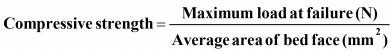 Compressive strength = Maximum load at failure (N) / Average area of bed face (mm²)